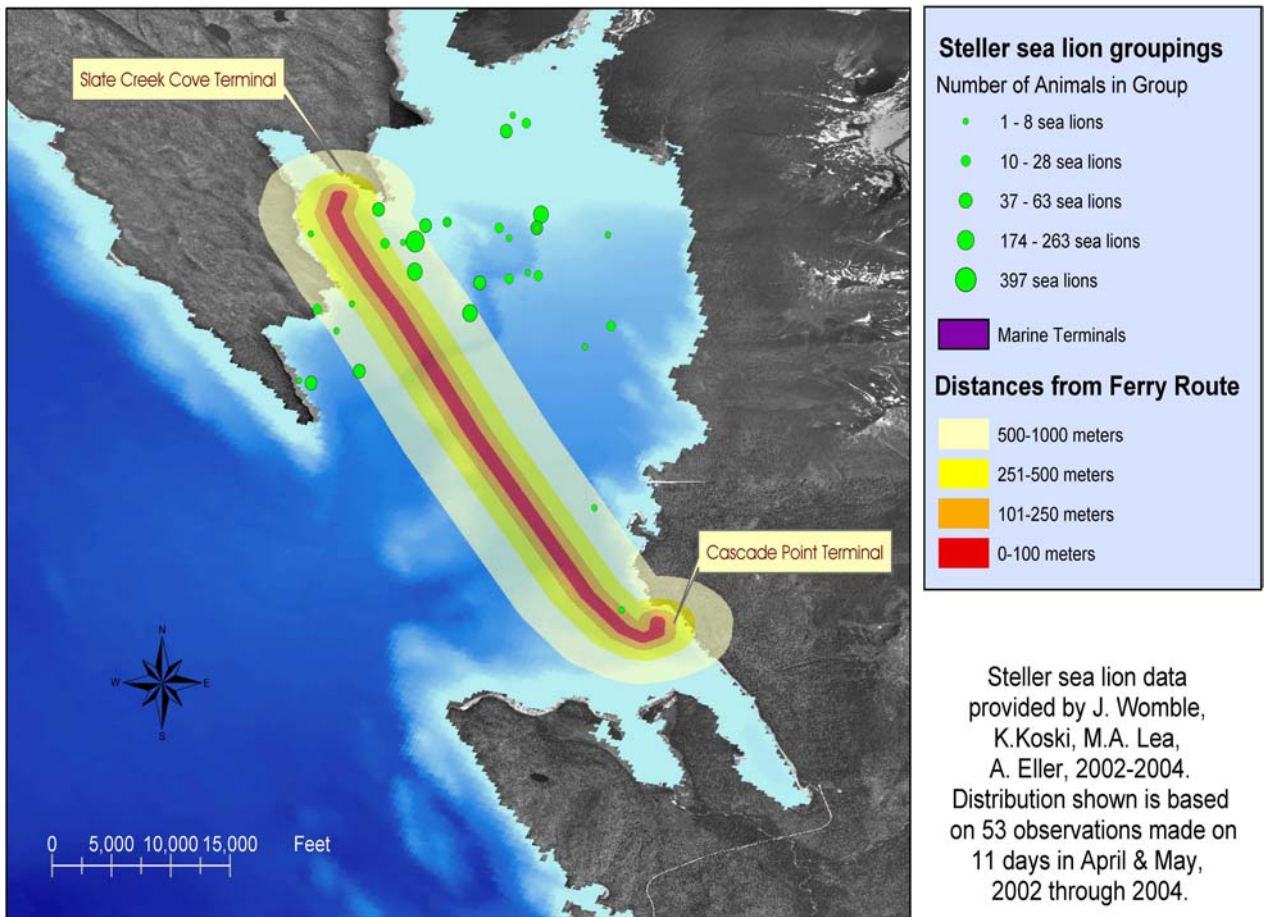 Slate Creek Cove Terminal
Cascade Point Terminal
N
W
E
S
0 5,000 10,000 15,000 Feet
Steller sea lion groupings
Number of Animals in Group
1 - 8 sea lions
10 - 28 sea lions
37 - 63 sea lions
174 - 263 sea lions
397 sea lions
Marine Terminals
Distances from Ferry Route
500-1000 meters
251-500 meters
101-250 meters
0-100 meters
Steller sea lion data
provided by J. Womble,
K.Koski, M.A. Lea,
A. Eller, 2002-2004.
Distribution shown is based
on 53 observations made on
11 days in April & May,
2002 through 2004.